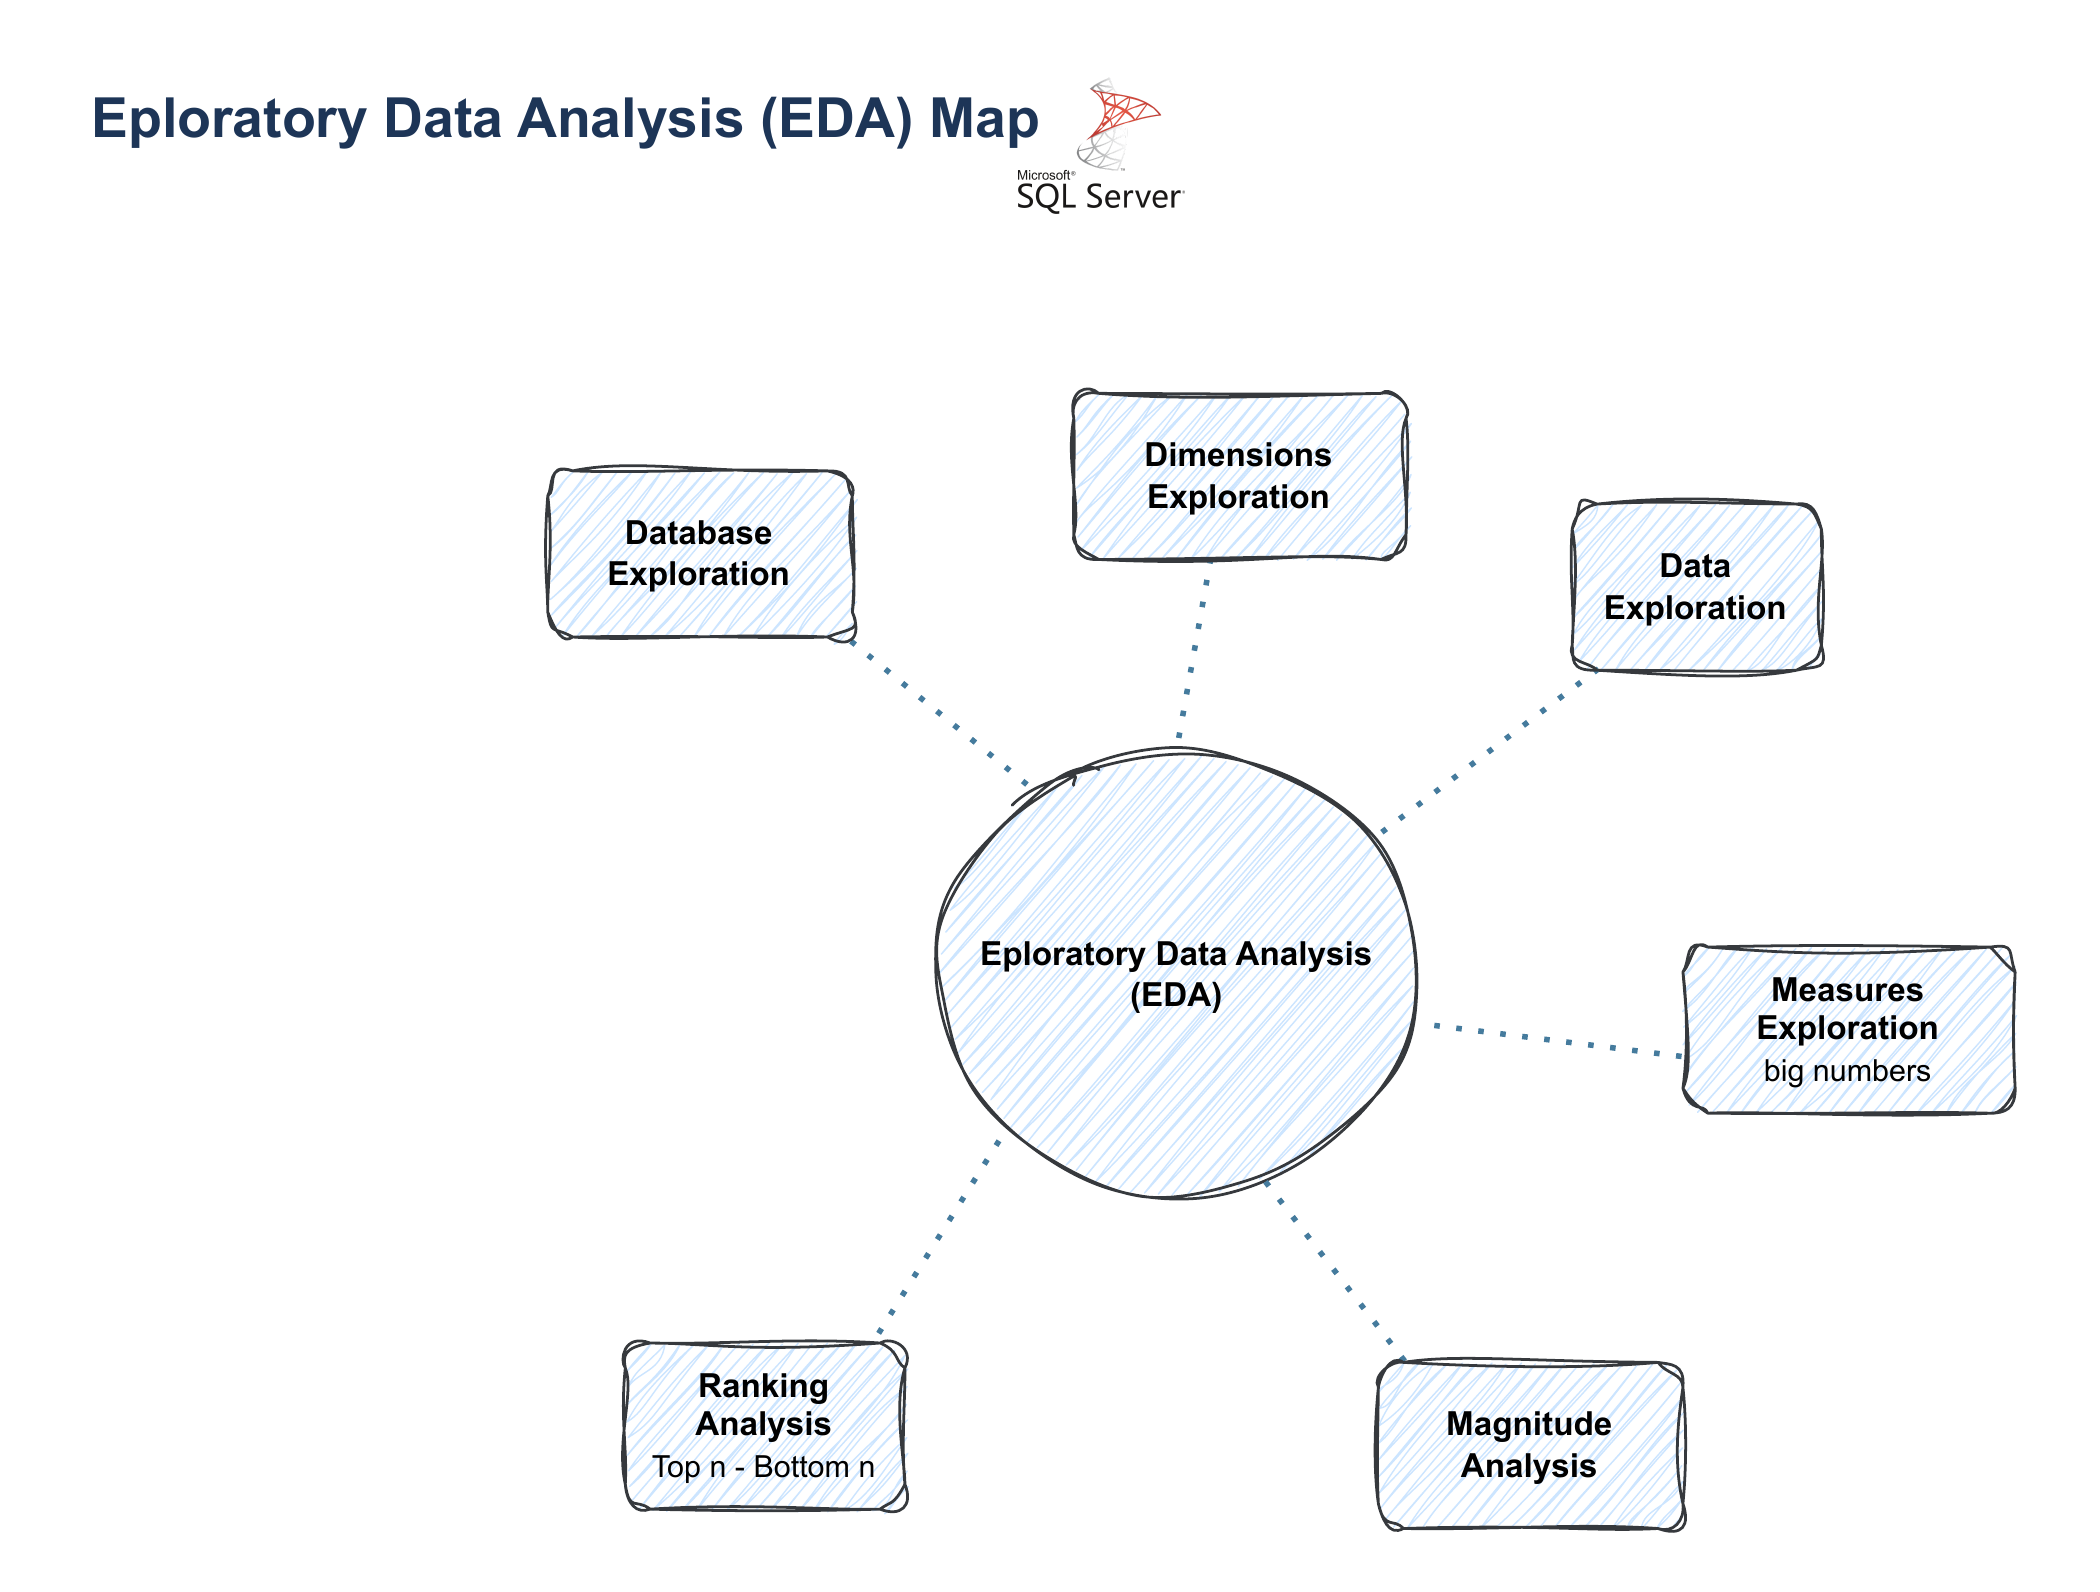 Eploratory Data Analysis (EDA) Map
Microsoft®
SQL Server
Dimensions
Exploration
Database
Exploration
Data
Exploration
Eploratory Data Analysis
(EDA)
Measures
Exploration
big numbers
Ranking
Analysis
Top n - Bottom n
Magnitude
Analysis